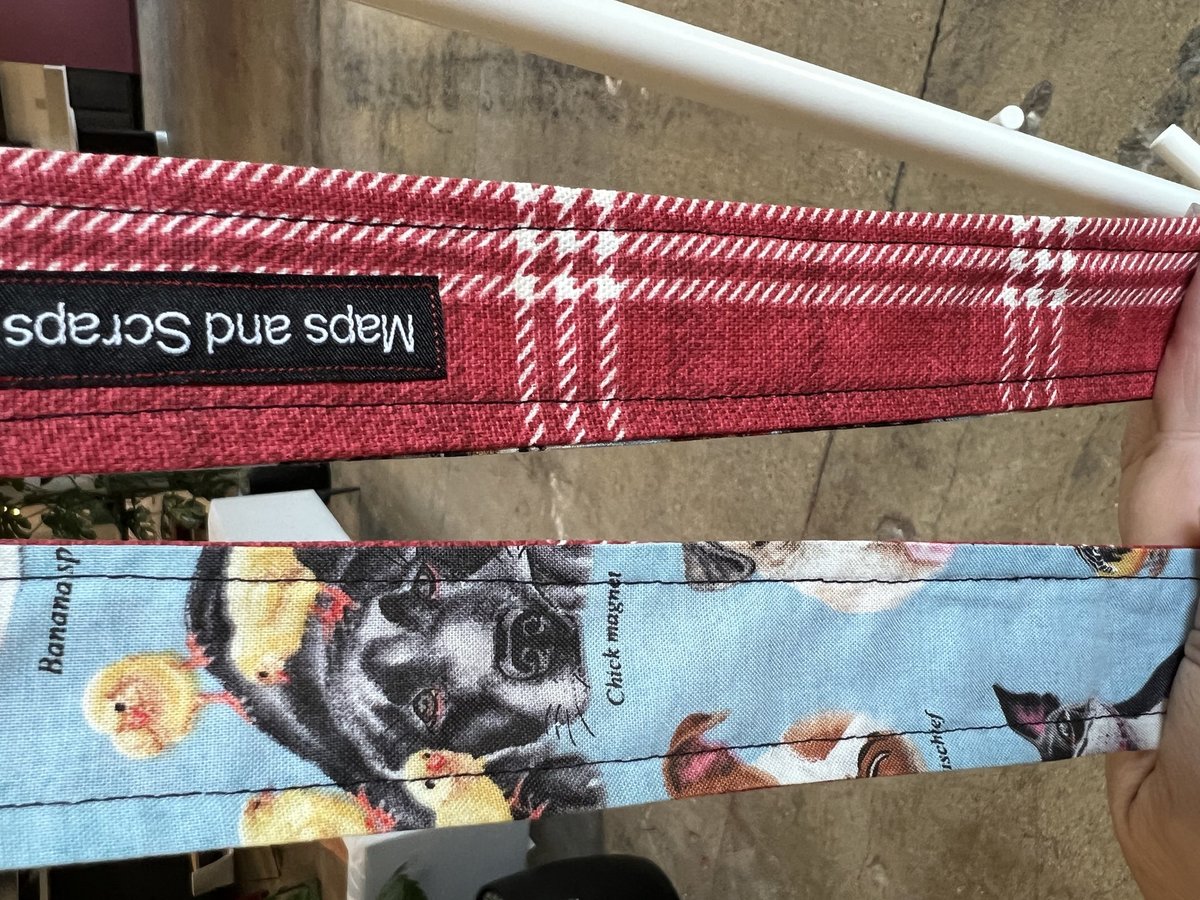 Maps and Scraps
Banana sp
Chick magnet
ischief